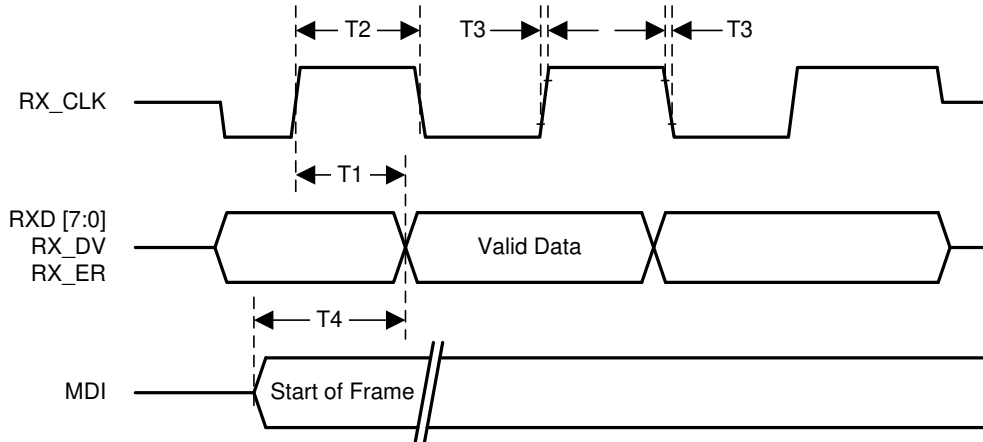 T2
T3
T3
RX_CLK
T1
RXD [7:0]
RX_DV
RX_ER
Valid Data
T4
MDI
Start of Frame